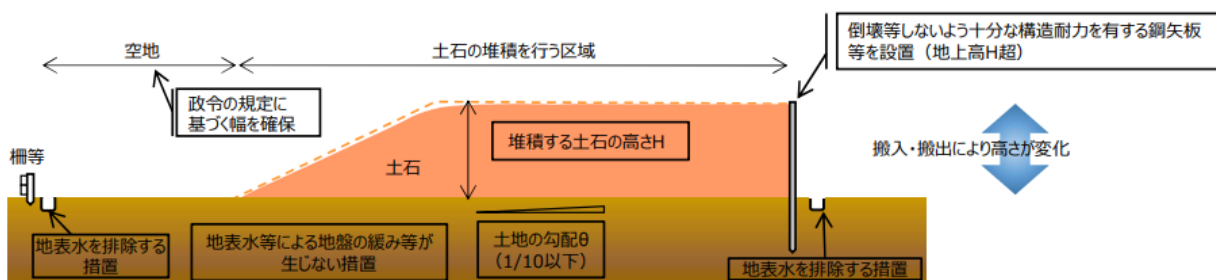 空地
土石の堆積を行う区域
倒壊等しないよう十分な構造耐力を有する鋼矢板
等を設置（地上高H超）
政令の規定に
基づく幅を確保
堆積する土石の高さH
搬入・搬出により高さが変化
柵等
土石
地表水を排除する
措置
地表水等による地盤の緩み等が
生じない措置
土地の勾配θ
（1/10以下）
地表水を排除する措置